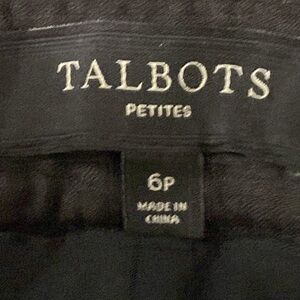 TALBOTS
PETITES
6P
MADE IN
CHINA